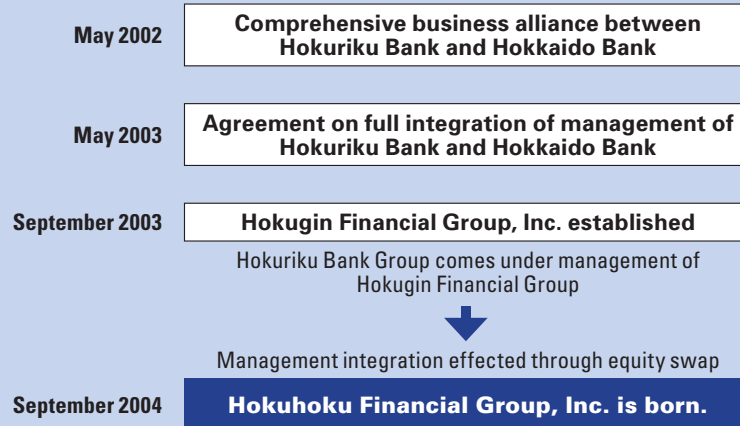 May 2002
Comprehensive business alliance between
Hokuriku Bank and Hokkaido Bank
May 2003
Agreement on full integration of management of
Hokuriku Bank and Hokkaido Bank
September 2003
Hokugin Financial Group, Inc. established
Hokuriku Bank Group comes under management of
Hokugin Financial Group
Management integration effected through equity swap
September 2004
Hokuhoku Financial Group, Inc. is born.